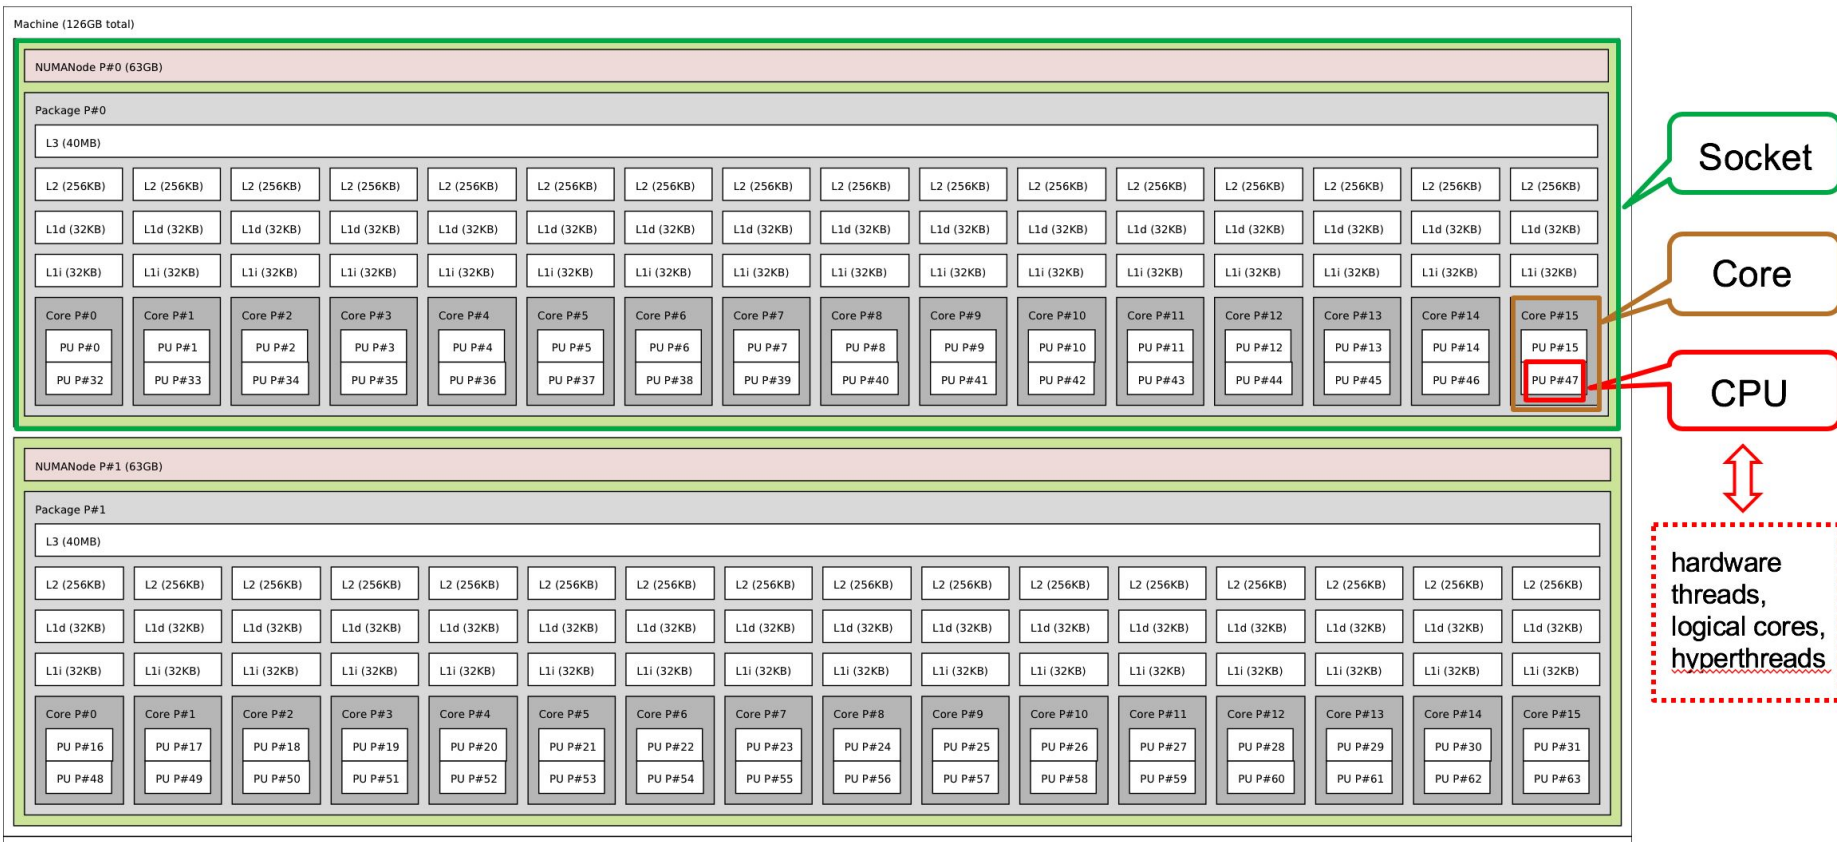 Machine (126GB total)
NUMANode P#0 (63GB)
Package P#0
L3 (40MB)
L2 (256KB) L2 (256KB) L2 (256KB) L2 (256KB) L2 (256KB) L2 (256KB) L2 (256KB) L2 (256KB) L2 (256KB) L2 (256KB) L2 (256KB) L2 (256KB) L2 (256KB) L2 (256KB) L2 (256KB) L2 (256KB)
L1d (32KB) L1d (32KB) L1d (32KB) L1d (32KB) L1d (32KB) L1d (32KB) L1d (32KB) L1d (32KB) L1d (32KB) L1d (32KB) L1d (32KB) L1d (32KB) L1d (32KB) L1d (32KB) L1d (32KB) L1d (32KB)
L1i (32KB) L1i (32KB) L1i (32KB) L1i (32KB) L1i (32KB) L1i (32KB) L1i (32KB) L1i (32KB) L1i (32KB) L1i (32KB) L1i (32KB) L1i (32KB) L1i (32KB) L1i (32KB) L1i (32KB) L1i (32KB)
Core P#0 Core P#1 Core P#2 Core P#3 Core P#4 Core P#5 Core P#6 Core P#7 Core P#8 Core P#9 Core P#10 Core P#11 Core P#12 Core P#13 Core P#14 Core P#15
PU P#0 PU P#1 PU P#2 PU P#3 PU P#4 PU P#5 PU P#6 PU P#7 PU P#8 PU P#9 PU P#10 PU P#11 PU P#12 PU P#13 PU P#14 PU P#15
PU P#32 PU P#33 PU P#34 PU P#35 PU P#36 PU P#37 PU P#38 PU P#39 PU P#40 PU P#41 PU P#42 PU P#43 PU P#44 PU P#45 PU P#46 PU P#47
NUMANode P#1 (63GB)
Package P#1
L3 (40MB)
L2 (256KB) L2 (256KB) L2 (256KB) L2 (256KB) L2 (256KB) L2 (256KB) L2 (256KB) L2 (256KB) L2 (256KB) L2 (256KB) L2 (256KB) L2 (256KB) L2 (256KB) L2 (256KB) L2 (256KB) L2 (256KB)
L1d (32KB) L1d (32KB) L1d (32KB) L1d (32KB) L1d (32KB) L1d (32KB) L1d (32KB) L1d (32KB) L1d (32KB) L1d (32KB) L1d (32KB) L1d (32KB) L1d (32KB) L1d (32KB) L1d (32KB) L1d (32KB)
L1i (32KB) L1i (32KB) L1i (32KB) L1i (32KB) L1i (32KB) L1i (32KB) L1i (32KB) L1i (32KB) L1i (32KB) L1i (32KB) L1i (32KB) L1i (32KB) L1i (32KB) L1i (32KB) L1i (32KB) L1i (32KB)
Core P#0 Core P#1 Core P#2 Core P#3 Core P#4 Core P#5 Core P#6 Core P#7 Core P#8 Core P#9 Core P#10 Core P#11 Core P#12 Core P#13 Core P#14 Core P#15
PU P#16 PU P#17 PU P#18 PU P#19 PU P#20 PU P#21 PU P#22 PU P#23 PU P#24 PU P#25 PU P#26 PU P#27 PU P#28 PU P#29 PU P#30 PU P#31
PU P#48 PU P#49 PU P#50 PU P#51 PU P#52 PU P#53 PU P#54 PU P#55 PU P#56 PU P#57 PU P#58 PU P#59 PU P#60 PU P#61 PU P#62 PU P#63
Socket
Core
CPU
hardware
threads,
logical cores,
hyperthreads